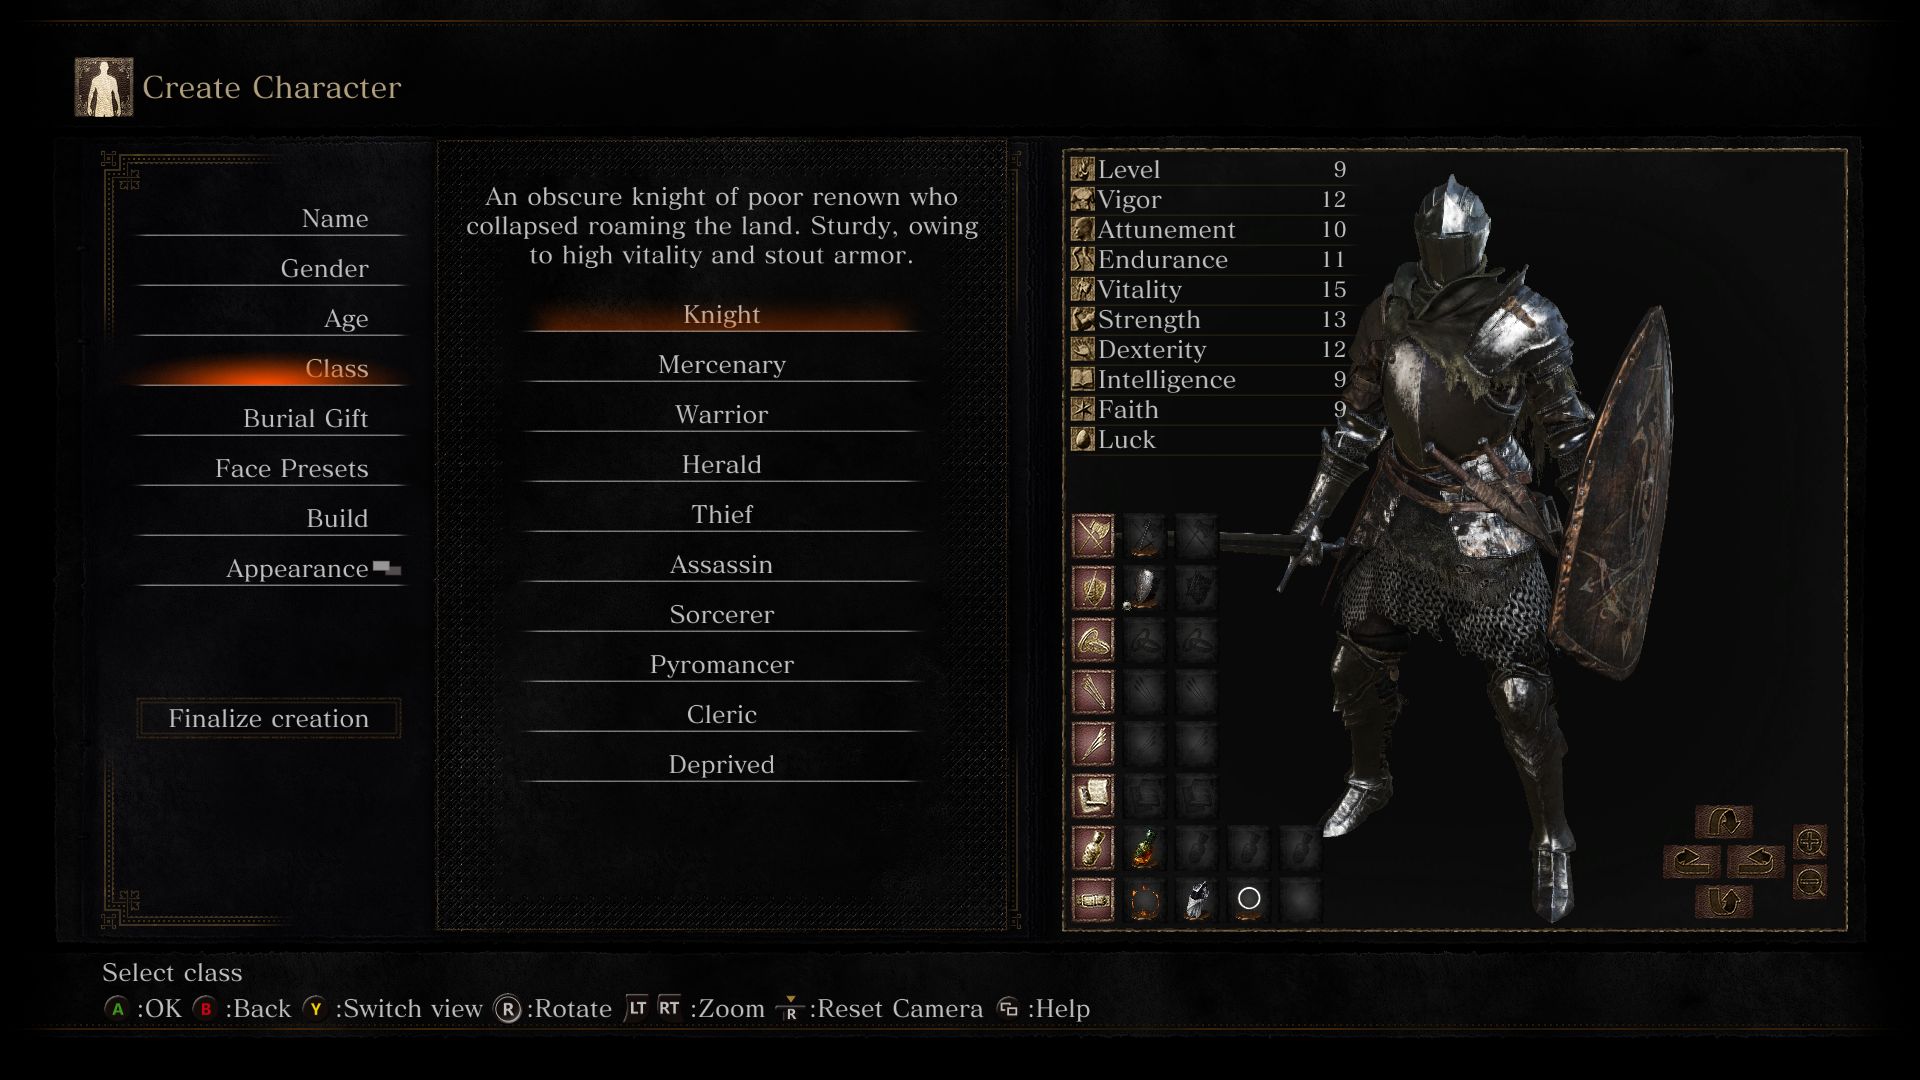 Create Character
Name
Gender
Age
Class
Burial Gift
Face Presets
Build
Appearance
Finalize creation
An obscure knight of poor renown who
collapsed roaming the land. Sturdy, owing
to high vitality and stout armor.
Knight
Mercenary
Warrior
Herald
Thief
Assassin
Sorcerer
Pyromancer
Cleric
Deprived
Level 9
Vigor 12
Attunement 10
Endurance 11
Vitality 15
Strength 13
Dexterity 12
Intelligence 9
Faith 9
Luck 7
Select class
A :OK B :Back Y :Switch view R :Rotate LT RT :Zoom R :Reset Camera :Help